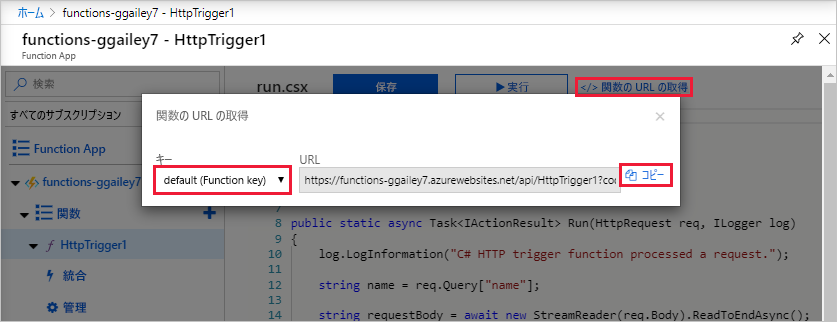 ホーム > functions-ggailey7 - HttpTrigger1
functions-ggailey7 - HttpTrigger1
Function App
検索
すべてのサブスクリプション
Function App
functions-ggailey7
関数
HttpTrigger1
統合
管理
run.csx
保存
実行
</> 関数の URL の取得
関数の URL の取得
キー
default (Function key)
URL
https://functions-ggailey7.azurewebsites.net/api/HttpTrigger1?co
コピー
7
8 public static async Task<IActionResult> Run(HttpRequest req, ILogger log)
9 {
10 log.LogInformation("C# HTTP trigger function processed a request.");
11
12 string name = req.Query["name"];
13
14 string requestBody = await new StreamReader(req.Body).ReadToEndAsync();